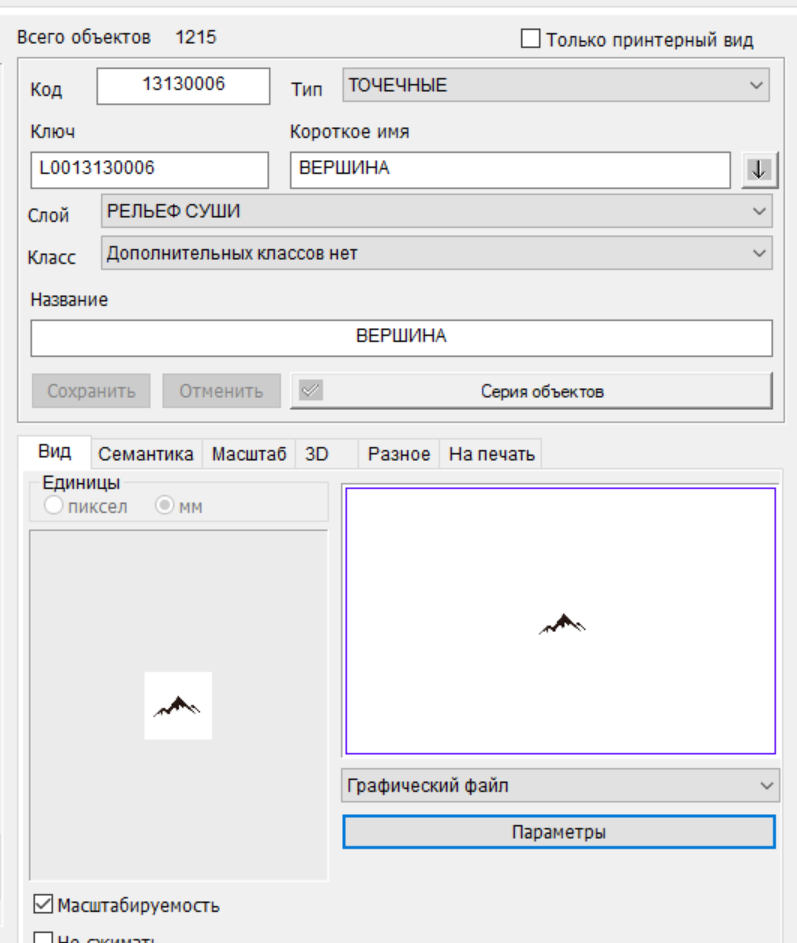 Всего объектов 1215 Только принтерный вид
Код 13130006 Тип ТОЧЕЧНЫЕ
Ключ Короткое имя
L0013130006 ВЕРШИНА
Слой РЕЛЬЕФ СУШИ
Класс Дополнительных классов нет
Название
ВЕРШИНА
Сохранить Отменить Серия объектов
Вид Семантика Масштаб 3D Разное На печать
Единицы
пиксел мм
Графический файл
Параметры
Масштабируемость
Не сжимать